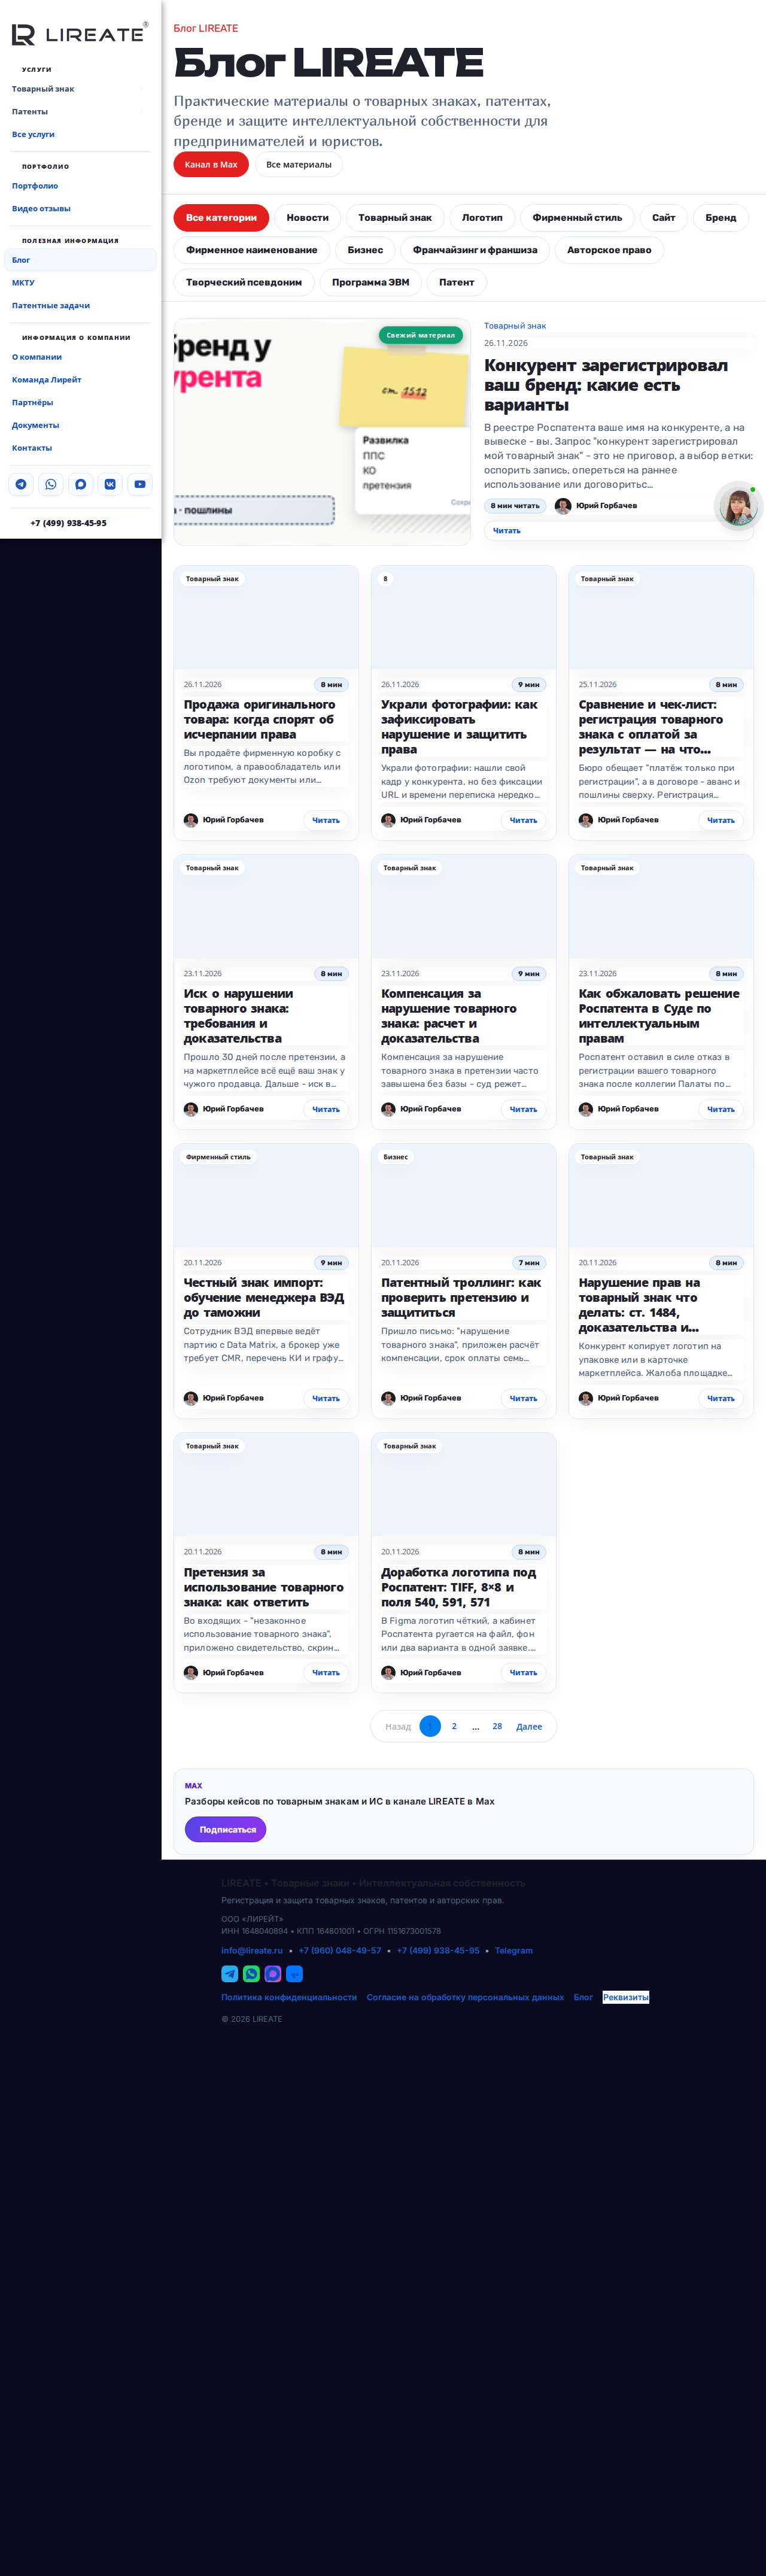 LIREATE®
УСЛУГИ
Товарный знак
Патенты
Все услуги
ПОРТФОЛИО
Портфолио
Видео отзывы
ПОЛЕЗНАЯ ИНФОРМАЦИЯ
Блог
МКТУ
Патентные задачи
ИНФОРМАЦИЯ О КОМПАНИИ
О компании
Команда Лирейт
Партнёры
Документы
Контакты
+7 (499) 938-45-95
Блог LIREATE
Блог LIREATE
Практические материалы о товарных знаках, патентах,
бренде и защите интеллектуальной собственности для
предпринимателей и юристов.
Канал в Max
Все материалы
Все категории
Новости
Товарный знак
Логотип
Фирменный стиль
Сайт
Бренд
Фирменное наименование
Бизнес
Франчайзинг и франшиза
Авторское право
Творческий псевдоним
Программа ЭВМ
Патент
Свежий материал
бренд у
урента
ст. 1512
Развилка
ППС
КО
претензия
- пошлины
Товарный знак
26.11.2026
Конкурент зарегистрировал
ваш бренд: какие есть
варианты
В реестре Роспатента ваше имя на конкуренте, а на
вывеске - вы. Запрос "конкурент зарегистрировал
мой товарный знак" - это не приговор, а выбор ветки:
оспорить запись, опереться на раннее
использование или договоритьс…
8 мин читать
Юрий Горбачев
Читать
Товарный знак
26.11.2026
8 мин
Продажа оригинального
товара: когда спорят об
исчерпании права
Вы продаёте фирменную коробку с
логотипом, а правообладатель или
Ozon требуют документы или…
Юрий Горбачев
Читать
8
26.11.2026
9 мин
Украли фотографии: как
зафиксировать
нарушение и защитить
права
Украли фотографии: нашли свой
кадр у конкурента, но без фиксации
URL и времени переписка нередко…
Юрий Горбачев
Читать
Товарный знак
25.11.2026
8 мин
Сравнение и чек-лист:
регистрация товарного
знака с оплатой за
результат — на что…
Бюро обещает "платёж только при
регистрации", а в договоре - аванс и
пошлины сверху. Регистрация…
Юрий Горбачев
Читать
Товарный знак
23.11.2026
8 мин
Иск о нарушении
товарного знака:
требования и
доказательства
Прошло 30 дней после претензии, а
на маркетплейсе всё ещё ваш знак у
чужого продавца. Дальше - иск в…
Юрий Горбачев
Читать
Товарный знак
23.11.2026
9 мин
Компенсация за
нарушение товарного
знака: расчет и
доказательства
Компенсация за нарушение
товарного знака в претензии часто
завышена без базы - суд режет…
Юрий Горбачев
Читать
Товарный знак
23.11.2026
8 мин
Как обжаловать решение
Роспатента в Суде по
интеллектуальным
правам
Роспатент оставил в силе отказ в
регистрации вашего товарного
знака после коллегии Палаты по…
Юрий Горбачев
Читать
Фирменный стиль
20.11.2026
9 мин
Честный знак импорт:
обучение менеджера ВЭД
до таможни
Сотрудник ВЭД впервые ведёт
партию с Data Matrix, а брокер уже
требует CMR, перечень КИ и графу…
Юрий Горбачев
Читать
Бизнес
20.11.2026
7 мин
Патентный троллинг: как
проверить претензию и
защититься
Пришло письмо: "нарушение
товарного знака", приложен расчёт
компенсации, срок оплаты семь…
Юрий Горбачев
Читать
Товарный знак
20.11.2026
8 мин
Нарушение прав на
товарный знак что
делать: ст. 1484,
доказательства и…
Конкурент копирует логотип на
упаковке или в карточке
маркетплейса. Жалоба площадке…
Юрий Горбачев
Читать
Товарный знак
20.11.2026
8 мин
Претензия за
использование товарного
знака: как ответить
Во входящих - "незаконное
использование товарного знака",
приложено свидетельство, скрин…
Юрий Горбачев
Читать
Товарный знак
20.11.2026
8 мин
Доработка логотипа под
Роспатент: TIFF, 8×8 и
поля 540, 591, 571
В Figma логотип чёткий, а кабинет
Роспатента ругается на файл, фон
или два варианта в одной заявке.…
Юрий Горбачев
Читать
Назад
1
2
…
28
Далее
MAX
Разборы кейсов по товарным знакам и ИС в канале LIREATE в Max
Подписаться
LIREATE • Товарные знаки • Интеллектуальная собственность
Регистрация и защита товарных знаков, патентов и авторских прав.
ООО «ЛИРЕЙТ»
ИНН 1648040894 • КПП 164801001 • ОГРН 1151673001578
info@lireate.ru • +7 (960) 048-49-57 • +7 (499) 938-45-95 • Telegram
Политика конфиденциальности
Согласие на обработку персональных данных
Блог
Реквизиты
© 2026 LIREATE